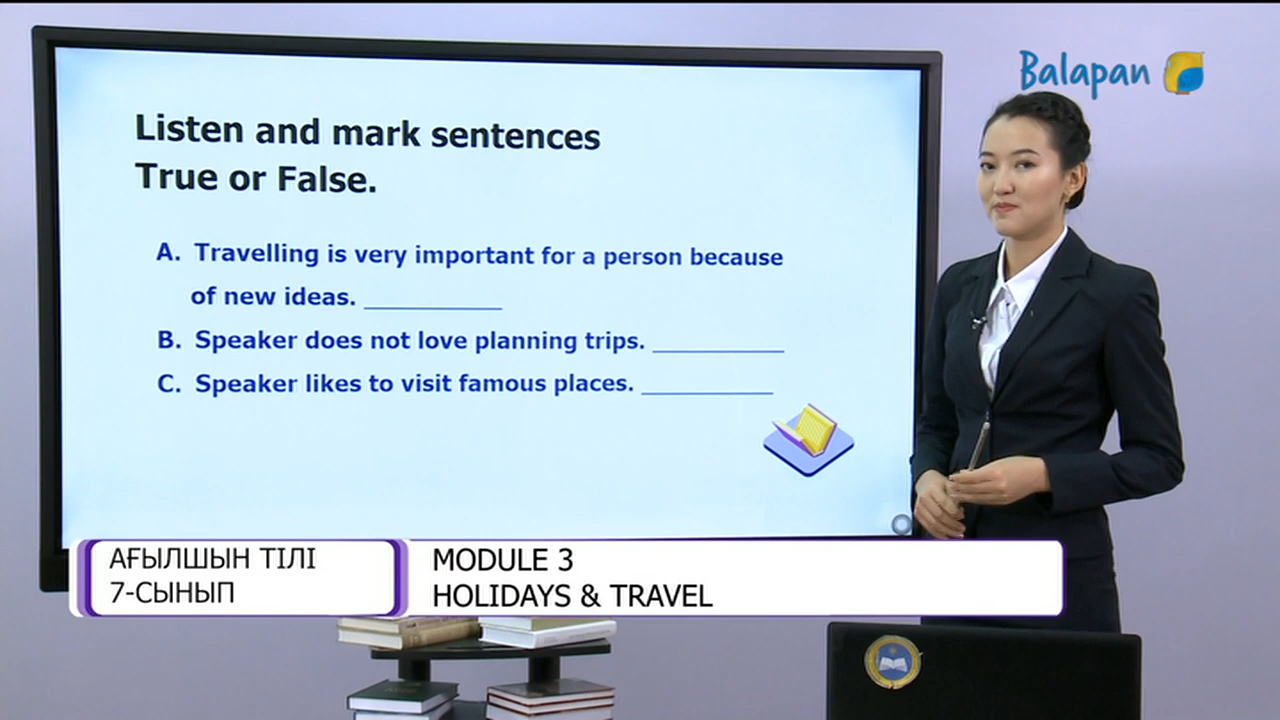 Balapan
Listen and mark sentences
True or False.
A. Travelling is very important for a person because
of new ideas. __________
B. Speaker does not love planning trips. __________
C. Speaker likes to visit famous places. __________
АҒЫЛШЫН ТІЛІ
7-СЫНЫП
MODULE 3
HOLIDAYS & TRAVEL